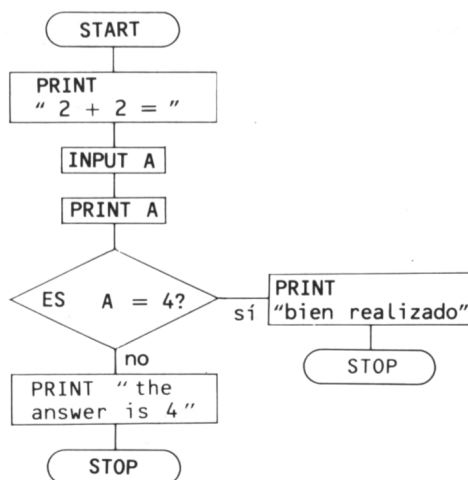 START
PRINT
“ 2 + 2 = ”
INPUT A
PRINT A
ES A = 4?
sí
PRINT
“bien realizado”
STOP
no
PRINT “the
answer is 4”
STOP